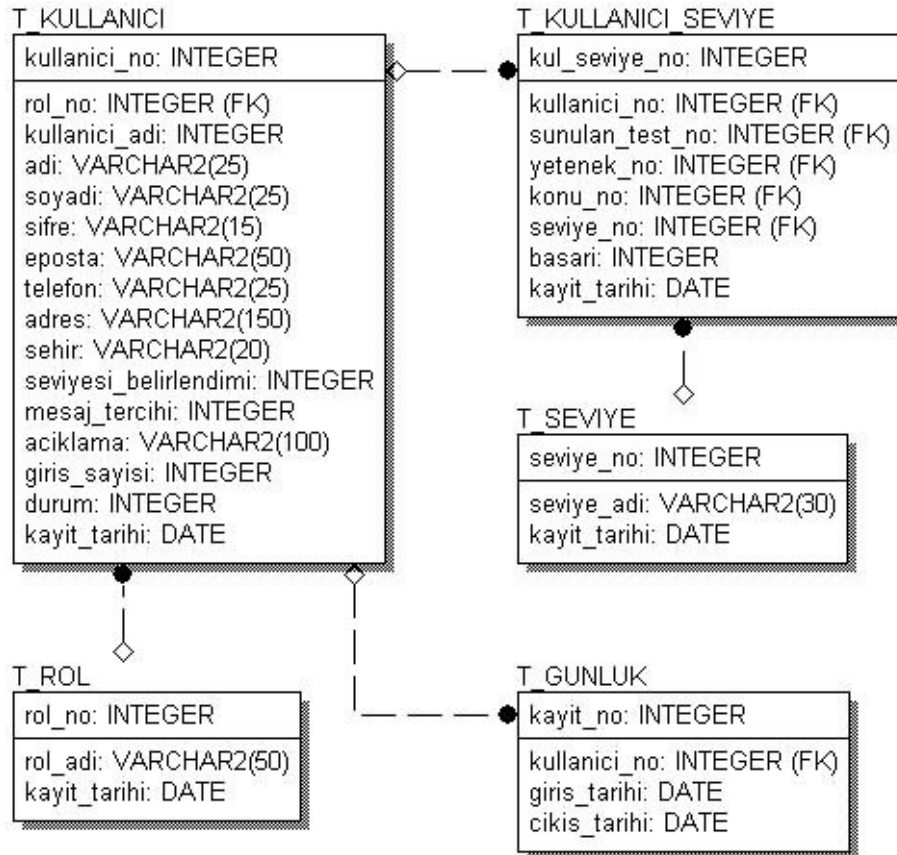 T_KULLANICI
kullanici_no: INTEGER
rol_no: INTEGER (FK)
kullanici_adi: INTEGER
adi: VARCHAR2(25)
soyadi: VARCHAR2(25)
sifre: VARCHAR2(15)
eposta: VARCHAR2(50)
telefon: VARCHAR2(25)
adres: VARCHAR2(150)
sehir: VARCHAR2(20)
seviyesi_belirlendimi: INTEGER
mesaj_tercihi: INTEGER
aciklama: VARCHAR2(100)
giris_sayisi: INTEGER
durum: INTEGER
kayit_tarihi: DATE
T_KULLANICI_SEVIYE
kul_seviye_no: INTEGER
kullanici_no: INTEGER (FK)
sunulan_test_no: INTEGER (FK)
yetenek_no: INTEGER (FK)
konu_no: INTEGER (FK)
seviye_no: INTEGER (FK)
basari: INTEGER
kayit_tarihi: DATE
T_SEVIYE
seviye_no: INTEGER
seviye_adi: VARCHAR2(30)
kayit_tarihi: DATE
T_ROL
rol_no: INTEGER
rol_adi: VARCHAR2(50)
kayit_tarihi: DATE
T_GUNLUK
kayit_no: INTEGER
kullanici_no: INTEGER (FK)
giris_tarihi: DATE
cikis_tarihi: DATE